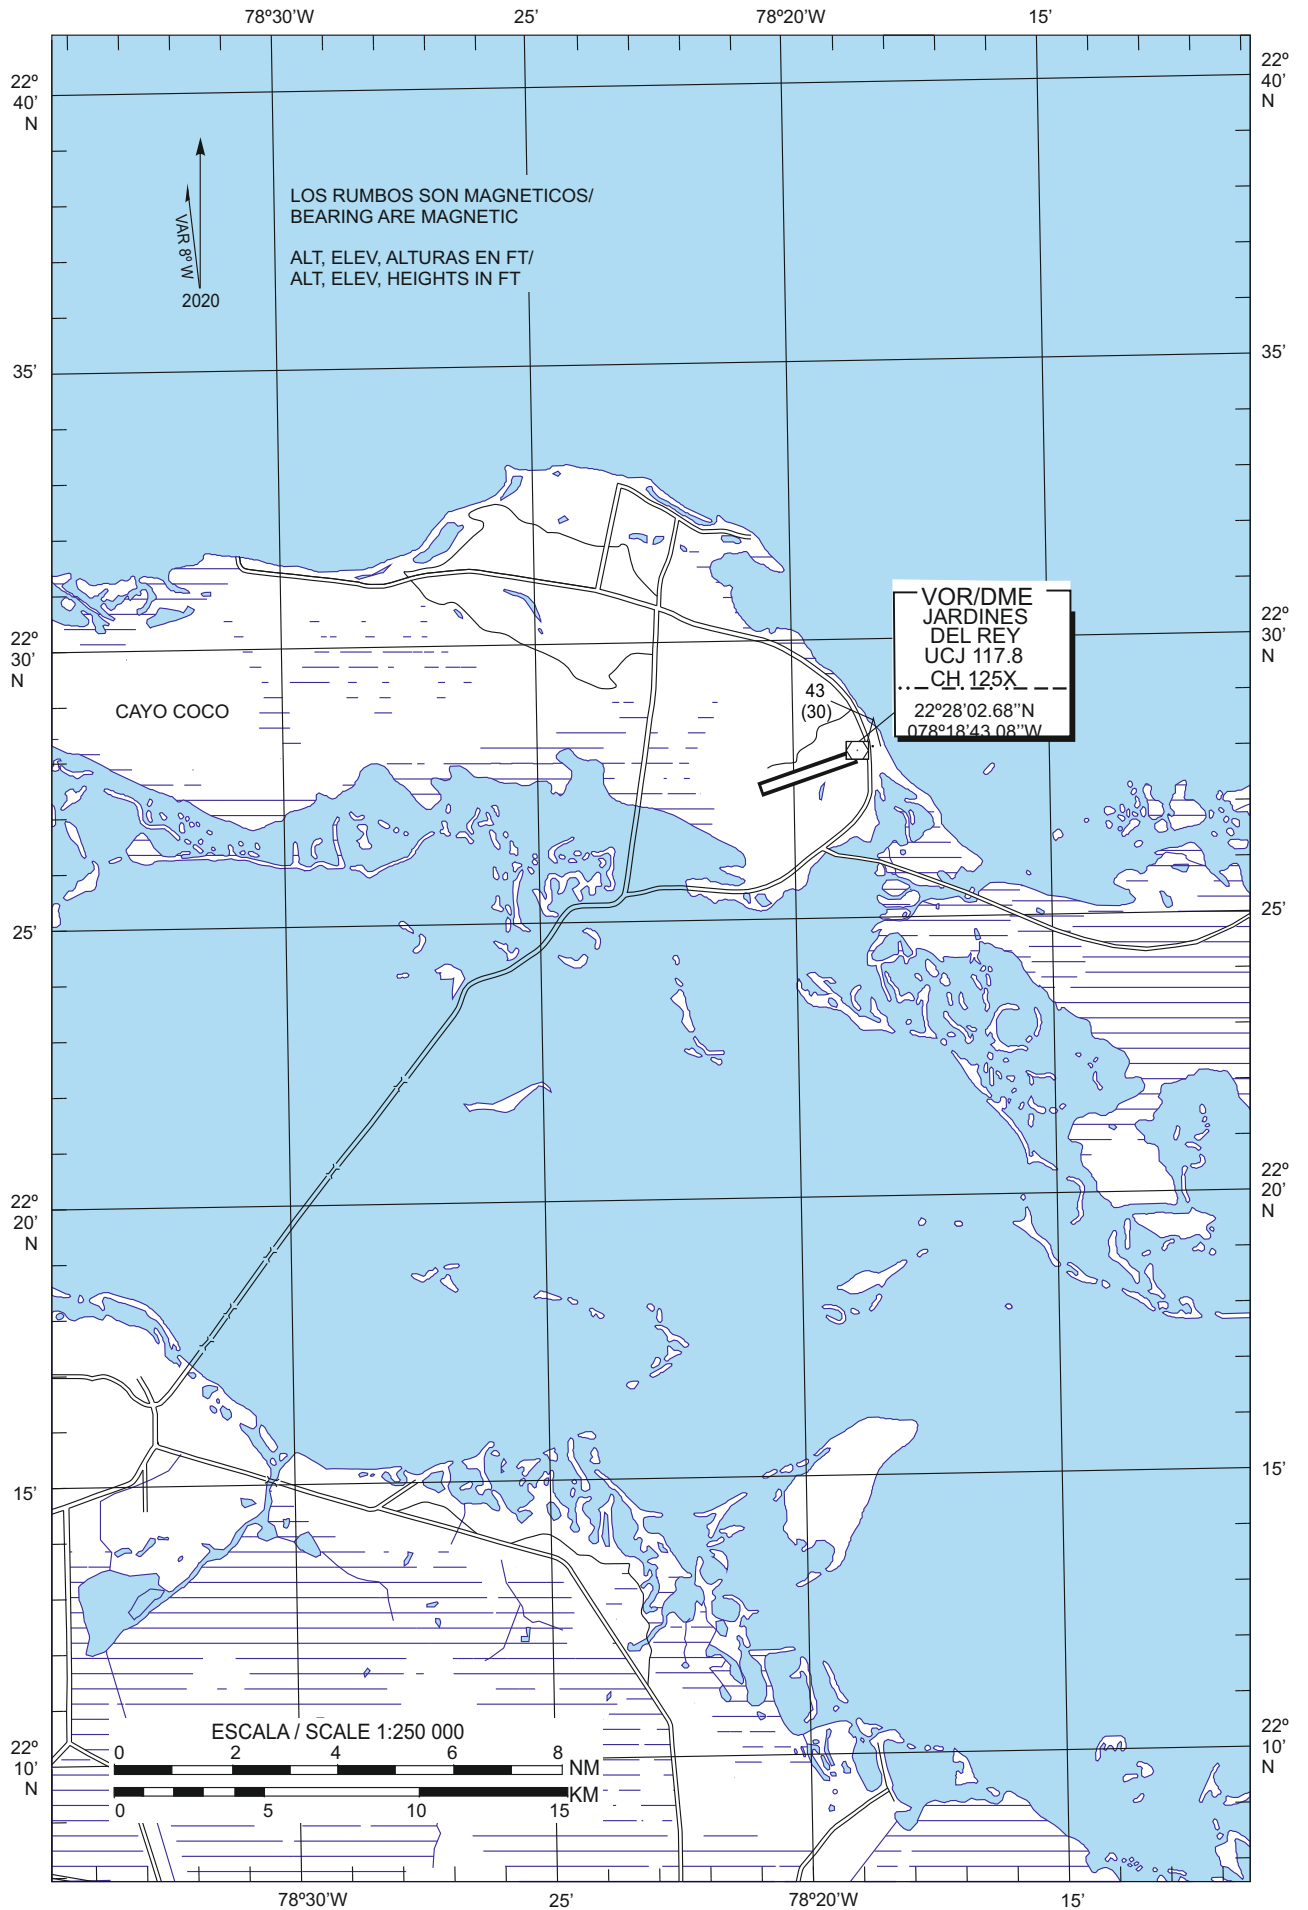 78º30’W 25’ 78º20’W 15’
22º
40’
N
22º
40’
N
LOS RUMBOS SON MAGNETICOS/
BEARING ARE MAGNETIC
ALT, ELEV, ALTURAS EN FT/
ALT, ELEV, HEIGHTS IN FT
VAR 8º W
2020
35’
35’
VOR/DME
JARDINES
DEL REY
UCJ 117.8
CH 125X
22º28’02.68’’N
078º18’43.08’’W
22º
30’
N
22º
30’
N
43
(30)
CAYO COCO
25’
25’
22º
20’
N
22º
20’
N
15’
15’
ESCALA / SCALE 1:250 000
0 2 4 6 8
NM
KM
0 5 10 15
22º
10’
N
22º
10’
N
78º30’W 25’ 78º20’W 15’